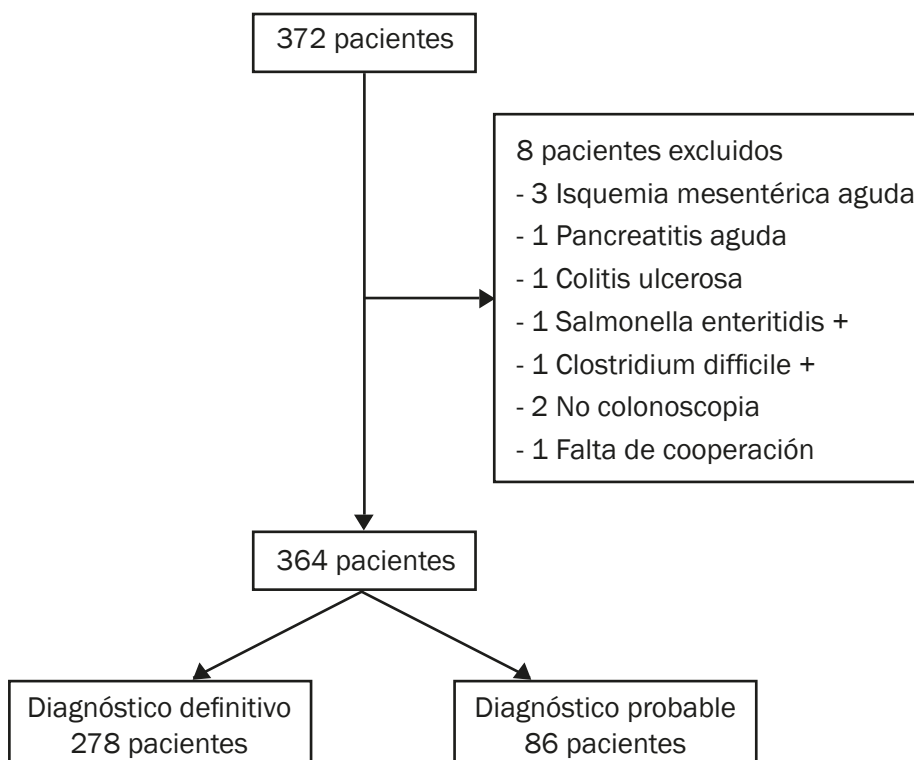 372 pacientes
8 pacientes excluidos
- 3 Isquemia mesentérica aguda
- 1 Pancreatitis aguda
- 1 Colitis ulcerosa
- 1 Salmonella enteritidis +
- 1 Clostridium difficile +
- 2 No colonoscopia
- 1 Falta de cooperación
364 pacientes
Diagnóstico definitivo
278 pacientes
Diagnóstico probable
86 pacientes